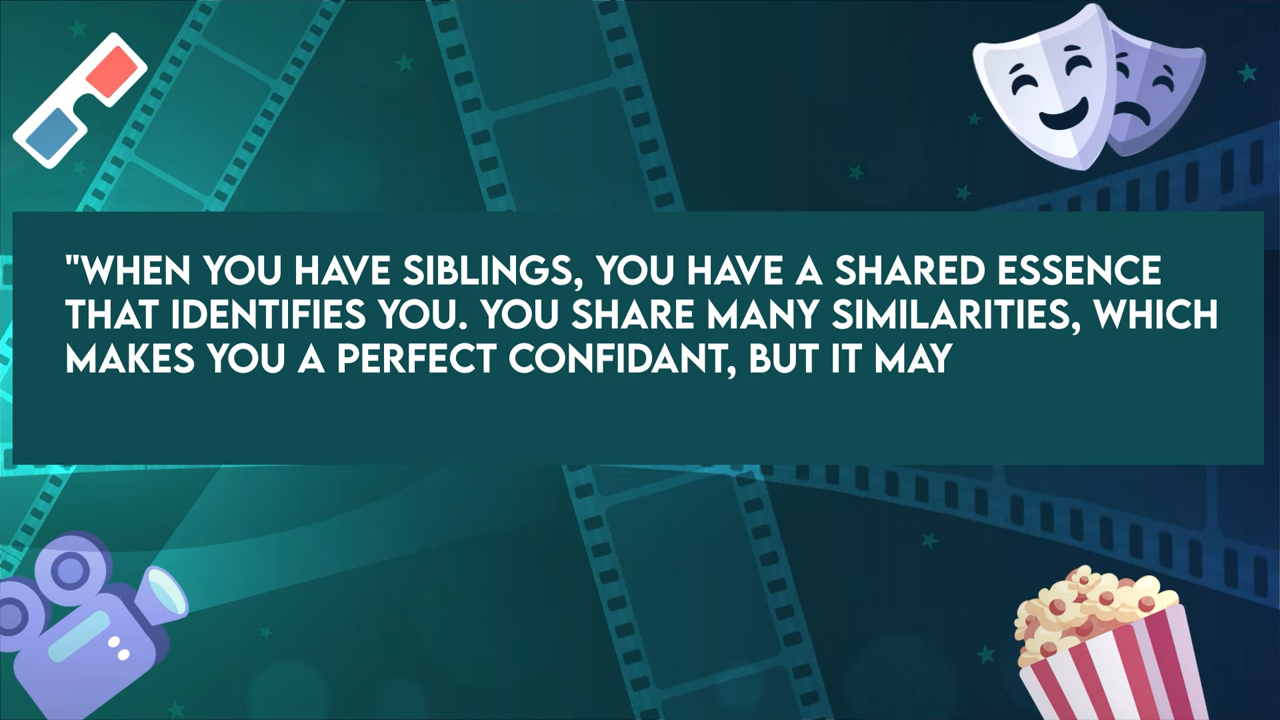 "WHEN YOU HAVE SIBLINGS, YOU HAVE A SHARED ESSENCE
THAT IDENTIFIES YOU. YOU SHARE MANY SIMILARITIES, WHICH
MAKES YOU A PERFECT CONFIDANT, BUT IT MAY